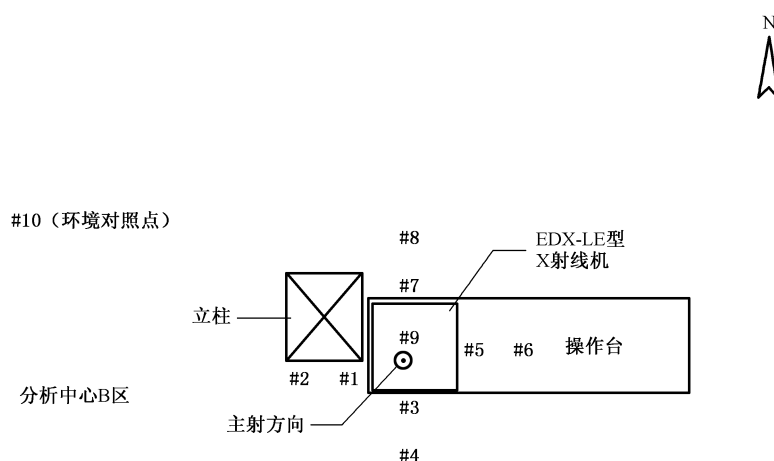 N
#10（环境对照点）
#8
EDX-LE型
X射线机
#7
立柱
#9
#5
#6
操作台
#2
#1
分析中心B区
#3
主射方向
#4